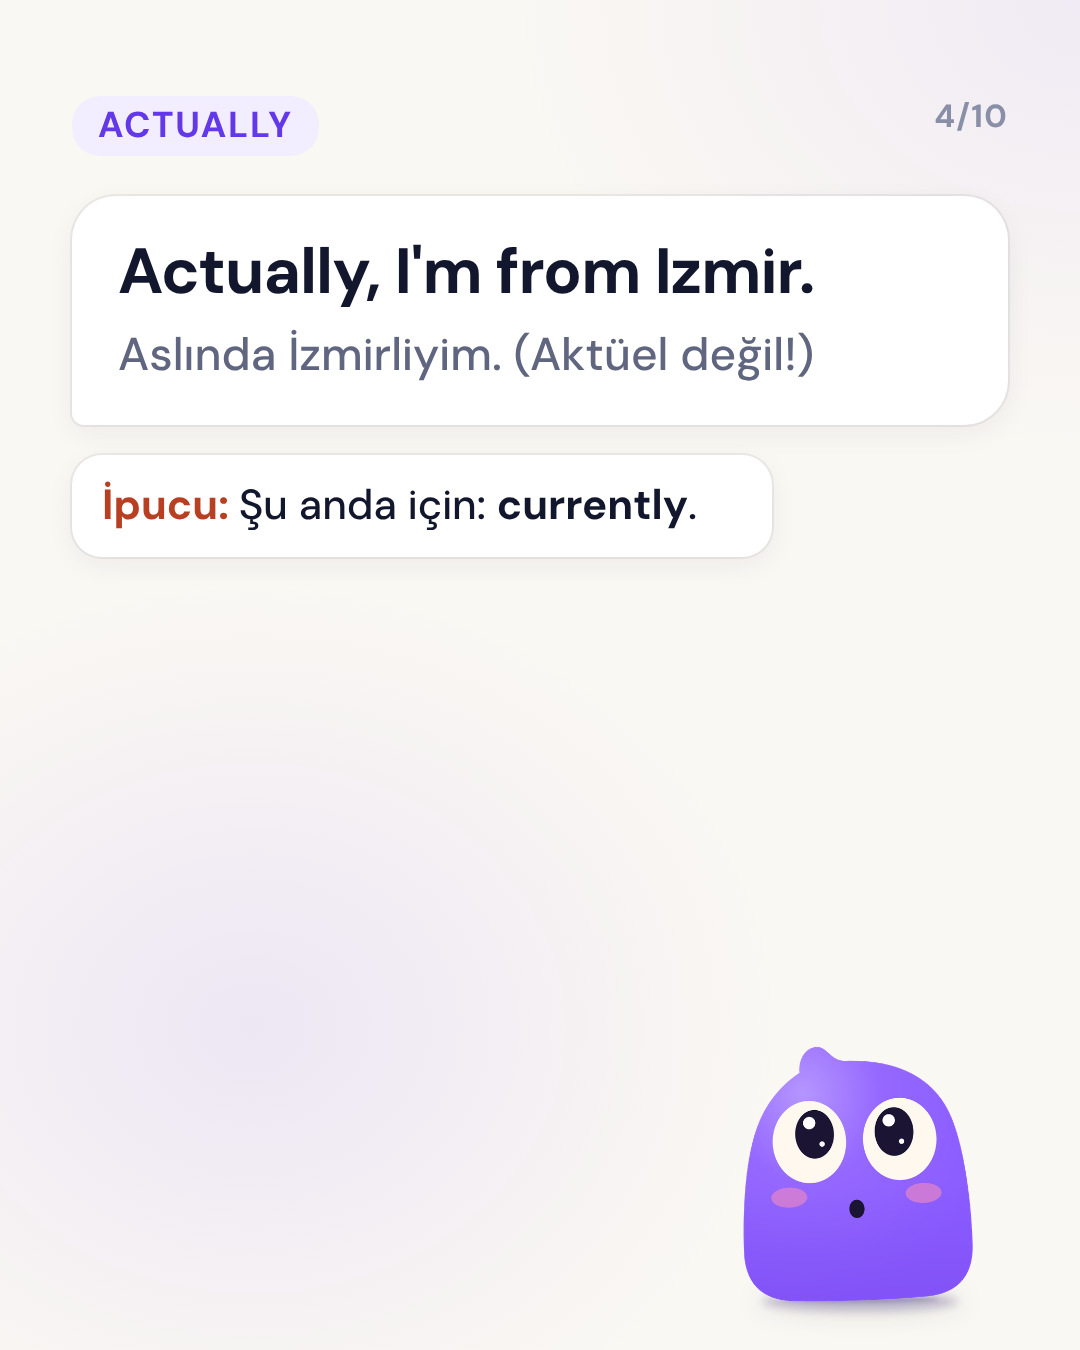 ACTUALLY
4/10
Actually, I'm from Izmir.
Aslında İzmirliyim. (Aktüel değil!)
İpucu: Şu anda için: currently.